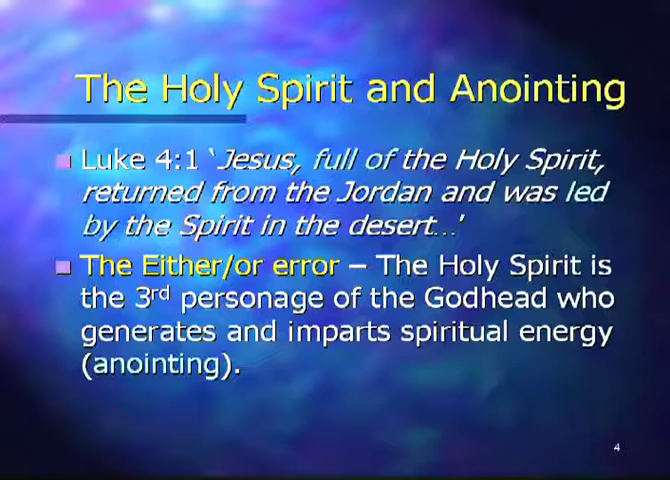 The Holy Spirit and Anointing
Luke 4:1 ‘Jesus, full of the Holy Spirit,
returned from the Jordan and was led
by the Spirit in the desert…’
The Either/or error – The Holy Spirit is
the 3rd personage of the Godhead who
generates and imparts spiritual energy
(anointing).
4